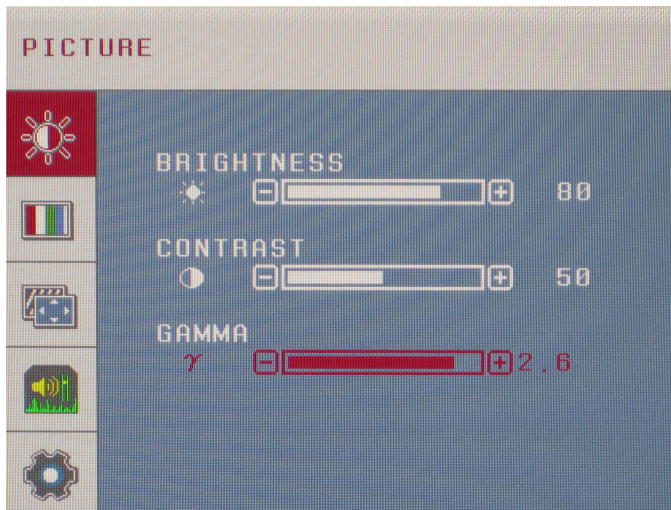 PICTURE
BRIGHTNESS
80
CONTRAST
50
GAMMA
γ 2.6